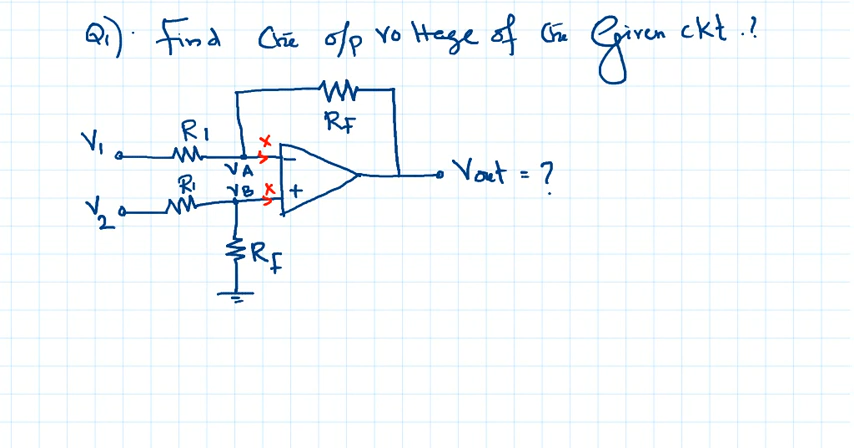 Q1). Find the o/p voltage of the given ckt.?
RF
V1 R1 x -
VA Vout = ?
V2 R1 VB x +
RF